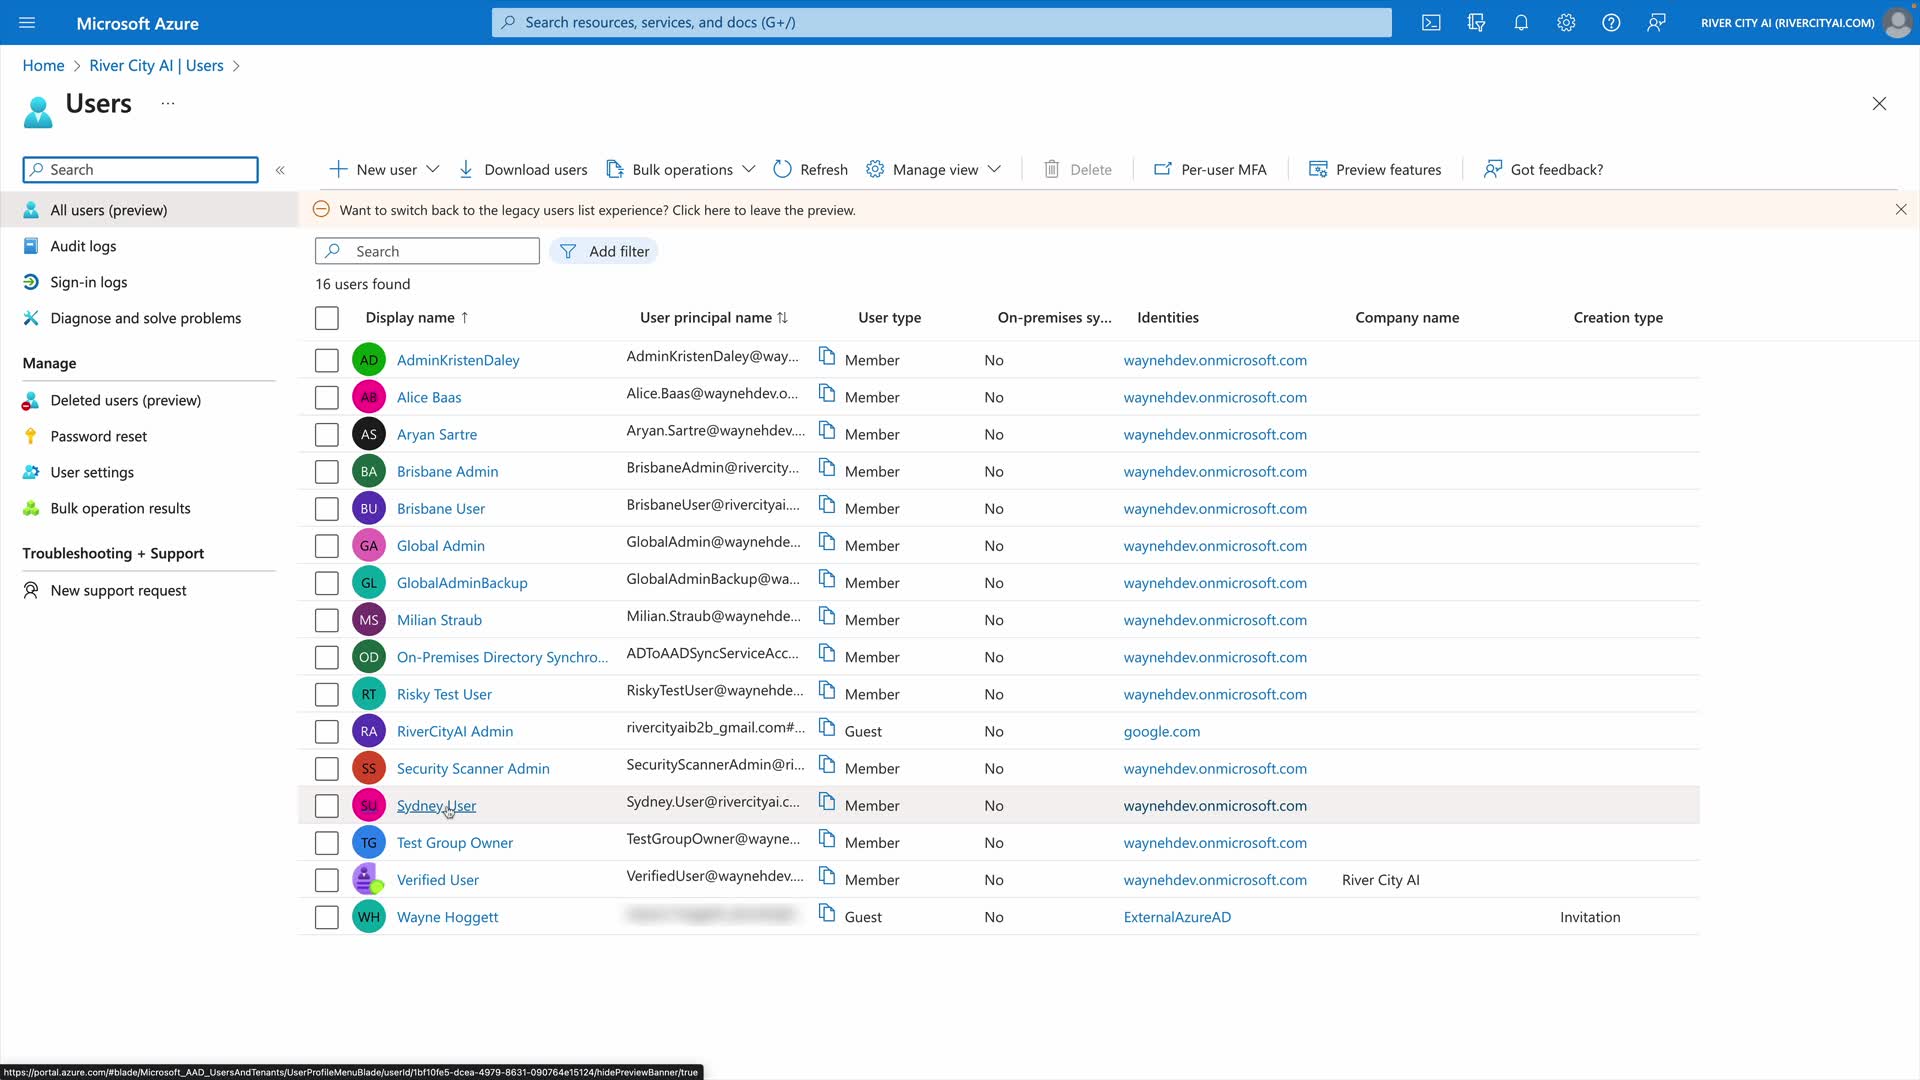 Microsoft Azure
Search resources, services, and docs (G+/)
RIVER CITY AI (RIVERCITYAI.COM)
Home > River City AI | Users >
Users ...
Search «
New user Download users Bulk operations Refresh Manage view Delete Per-user MFA Preview features Got feedback?
All users (preview)
Audit logs
Sign-in logs
Diagnose and solve problems
Manage
Deleted users (preview)
Password reset
User settings
Bulk operation results
Troubleshooting + Support
New support request
Want to switch back to the legacy users list experience? Click here to leave the preview.
Search Add filter
16 users found
Display name ↑ User principal name ↑↓ User type On-premises sy... Identities Company name Creation type
AD AdminKristenDaley AdminKristenDaley@way... Member No waynehdev.onmicrosoft.com
AB Alice Baas Alice.Baas@waynehdev.o... Member No waynehdev.onmicrosoft.com
AS Aryan Sartre Aryan.Sartre@waynehdev.... Member No waynehdev.onmicrosoft.com
BA Brisbane Admin BrisbaneAdmin@rivercity... Member No waynehdev.onmicrosoft.com
BU Brisbane User BrisbaneUser@rivercityai.... Member No waynehdev.onmicrosoft.com
GA Global Admin GlobalAdmin@waynehde... Member No waynehdev.onmicrosoft.com
GL GlobalAdminBackup GlobalAdminBackup@wa... Member No waynehdev.onmicrosoft.com
MS Milian Straub Milian.Straub@waynehde... Member No waynehdev.onmicrosoft.com
OD On-Premises Directory Synchro... ADToAADSyncServiceAcc... Member No waynehdev.onmicrosoft.com
RT Risky Test User RiskyTestUser@waynehde... Member No waynehdev.onmicrosoft.com
RA RiverCityAI Admin rivercityaib2b_gmail.com#... Guest No google.com
SS Security Scanner Admin SecurityScannerAdmin@ri... Member No waynehdev.onmicrosoft.com
SU Sydney User Sydney.User@rivercityai.c... Member No waynehdev.onmicrosoft.com
TG Test Group Owner TestGroupOwner@wayne... Member No waynehdev.onmicrosoft.com
Verified User VerifiedUser@waynehdev.... Member No waynehdev.onmicrosoft.com River City AI
WH Wayne Hoggett Guest No ExternalAzureAD Invitation
https://portal.azure.com/#blade/Microsoft_AAD_UsersAndTenants/UserProfileMenuBlade/userId/1bf10fe5-dcea-4979-8631-090764e15124/hidePreviewBanner/true